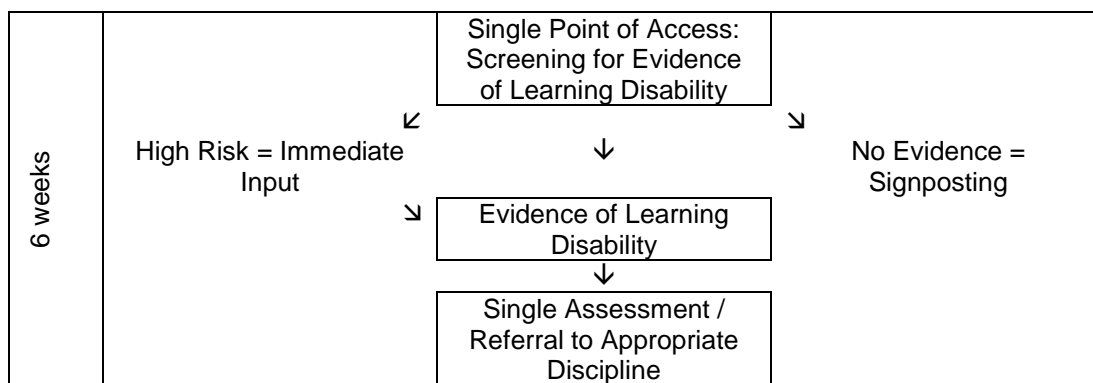 Single Point of Access:
Screening for Evidence
of Learning Disability
High Risk = Immediate
Input
No Evidence =
Signposting
6 weeks
Evidence of Learning
Disability
Single Assessment /
Referral to Appropriate
Discipline